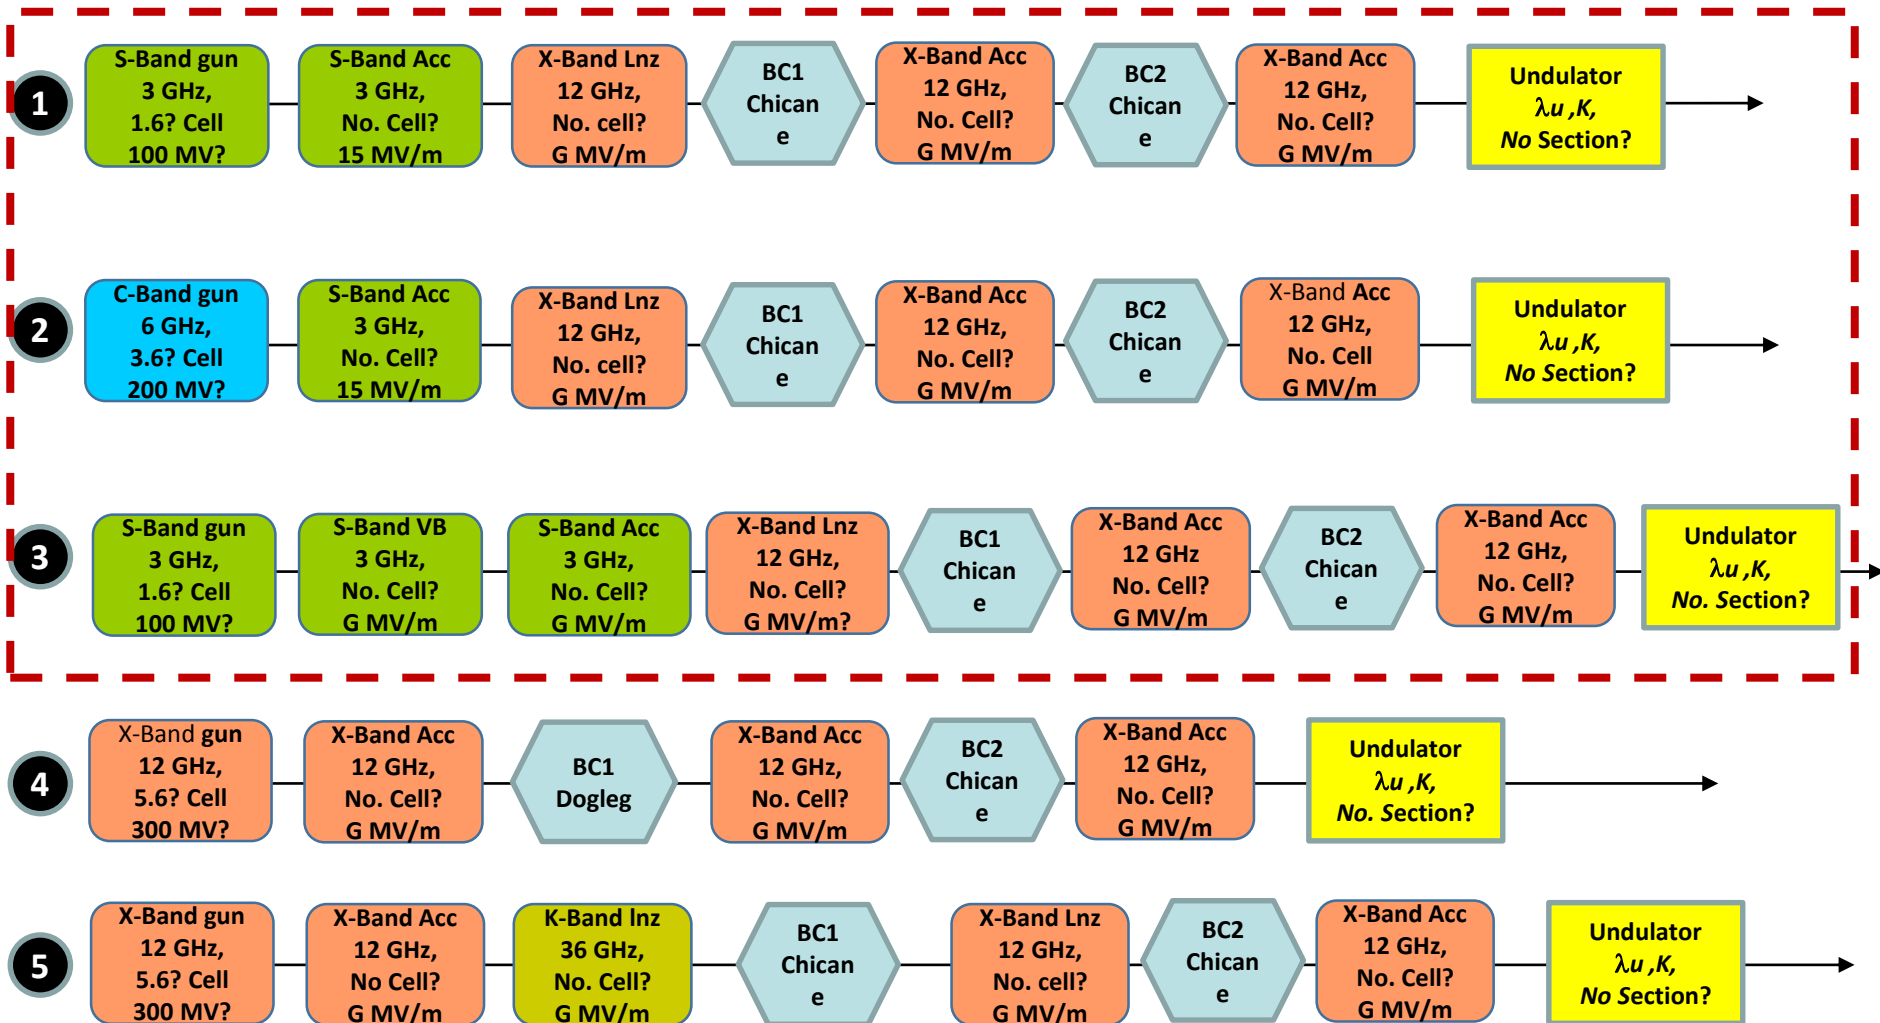 1
S-Band gun
3 GHz,
1.6? Cell
100 MV?
S-Band Acc
3 GHz,
No. Cell?
15 MV/m
X-Band Lnz
12 GHz,
No. cell?
G MV/m
BC1
Chican
e
X-Band Acc
12 GHz,
No. Cell?
G MV/m
BC2
Chican
e
X-Band Acc
12 GHz,
No. Cell?
G MV/m
Undulator
λu ,K,
No Section?
2
C-Band gun
6 GHz,
3.6? Cell
200 MV?
S-Band Acc
3 GHz,
No. Cell?
15 MV/m
X-Band Lnz
12 GHz,
No. cell?
G MV/m
BC1
Chican
e
X-Band Acc
12 GHz,
No. Cell?
G MV/m
BC2
Chican
e
X-Band Acc
12 GHz,
No. Cell
G MV/m
Undulator
λu ,K,
No Section?
3
S-Band gun
3 GHz,
1.6? Cell
100 MV?
S-Band VB
3 GHz,
No. Cell?
G MV/m
S-Band Acc
3 GHz,
No. Cell?
G MV/m
X-Band Lnz
12 GHz,
No. Cell?
G MV/m?
BC1
Chican
e
X-Band Acc
12 GHz
No. Cell?
G MV/m
BC2
Chican
e
X-Band Acc
12 GHz,
No. Cell?
G MV/m
Undulator
λu ,K,
No. Section?
4
X-Band gun
12 GHz,
5.6? Cell
300 MV?
X-Band Acc
12 GHz,
No. Cell?
G MV/m
BC1
Dogleg
X-Band Acc
12 GHz,
No. Cell?
G MV/m
BC2
Chican
e
X-Band Acc
12 GHz,
No. Cell?
G MV/m
Undulator
λu ,K,
No. Section?
5
X-Band gun
12 GHz,
5.6? Cell
300 MV?
X-Band Acc
12 GHz,
No Cell?
G MV/m
K-Band lnz
36 GHz,
No. Cell?
G MV/m
BC1
Chican
e
X-Band Lnz
12 GHz,
No. cell?
G MV/m
BC2
Chican
e
X-Band Acc
12 GHz,
No. Cell?
G MV/m
Undulator
λu ,K,
No Section?